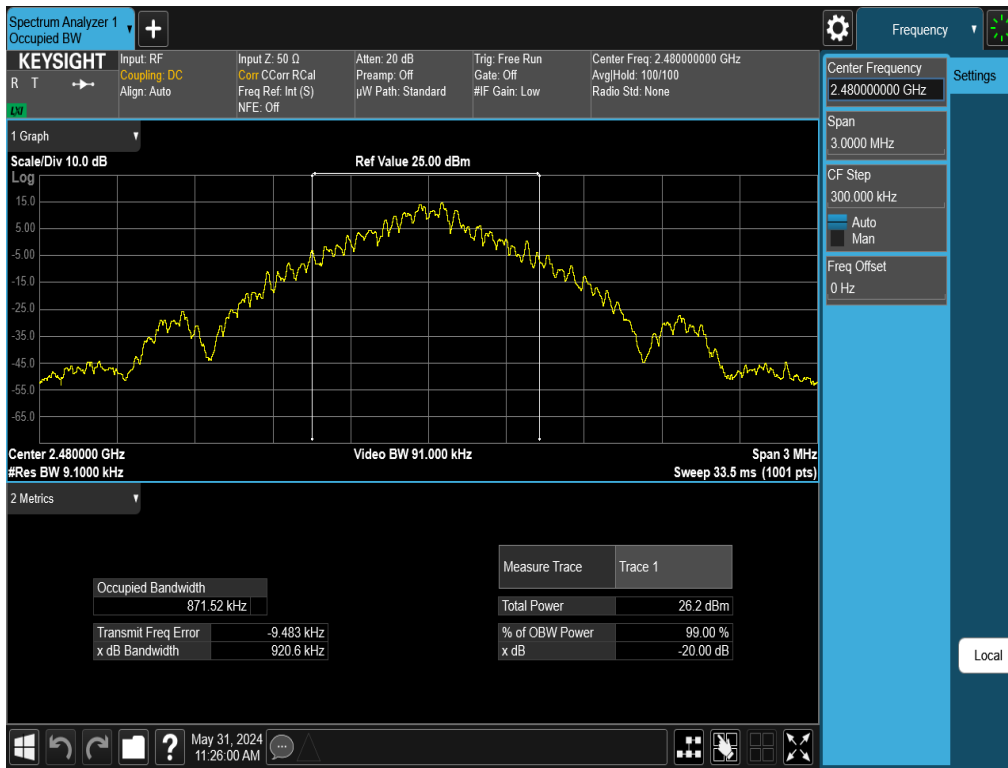 Spectrum Analyzer 1
Occupied BW
+
Frequency
KEYSIGHT
R T
LXI
Input: RF
Coupling: DC
Align: Auto
Input Z: 50 Ω
Corr CCorr RCal
Freq Ref: Int (S)
NFE: Off
Atten: 20 dB
Preamp: Off
µW Path: Standard
Trig: Free Run
Gate: Off
#IF Gain: Low
Center Freq: 2.480000000 GHz
Avg|Hold: 100/100
Radio Std: None
Center Frequency
2.480000000 GHz
Settings
Span
3.0000 MHz
CF Step
300.000 kHz
Auto
Man
Freq Offset
0 Hz
Local
1 Graph
Scale/Div 10.0 dB
Ref Value 25.00 dBm
Log
15.0
5.00
-5.00
-15.0
-25.0
-35.0
-45.0
-55.0
-65.0
Center 2.480000 GHz
Video BW 91.000 kHz
Span 3 MHz
#Res BW 9.1000 kHz
Sweep 33.5 ms (1001 pts)
2 Metrics
Occupied Bandwidth
871.52 kHz
Transmit Freq Error -9.483 kHz
x dB Bandwidth 920.6 kHz
Measure Trace Trace 1
Total Power 26.2 dBm
% of OBW Power 99.00 %
x dB -20.00 dB
?
May 31, 2024
11:26:00 AM